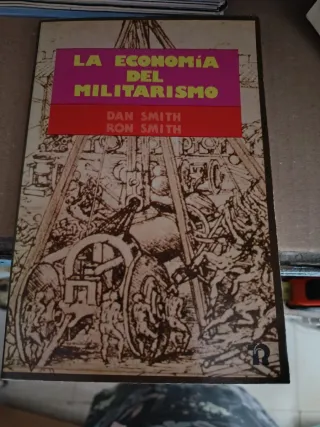 LA ECONOMÍA
DEL
MILITARISMO
DAN SMITH
RON SMITH